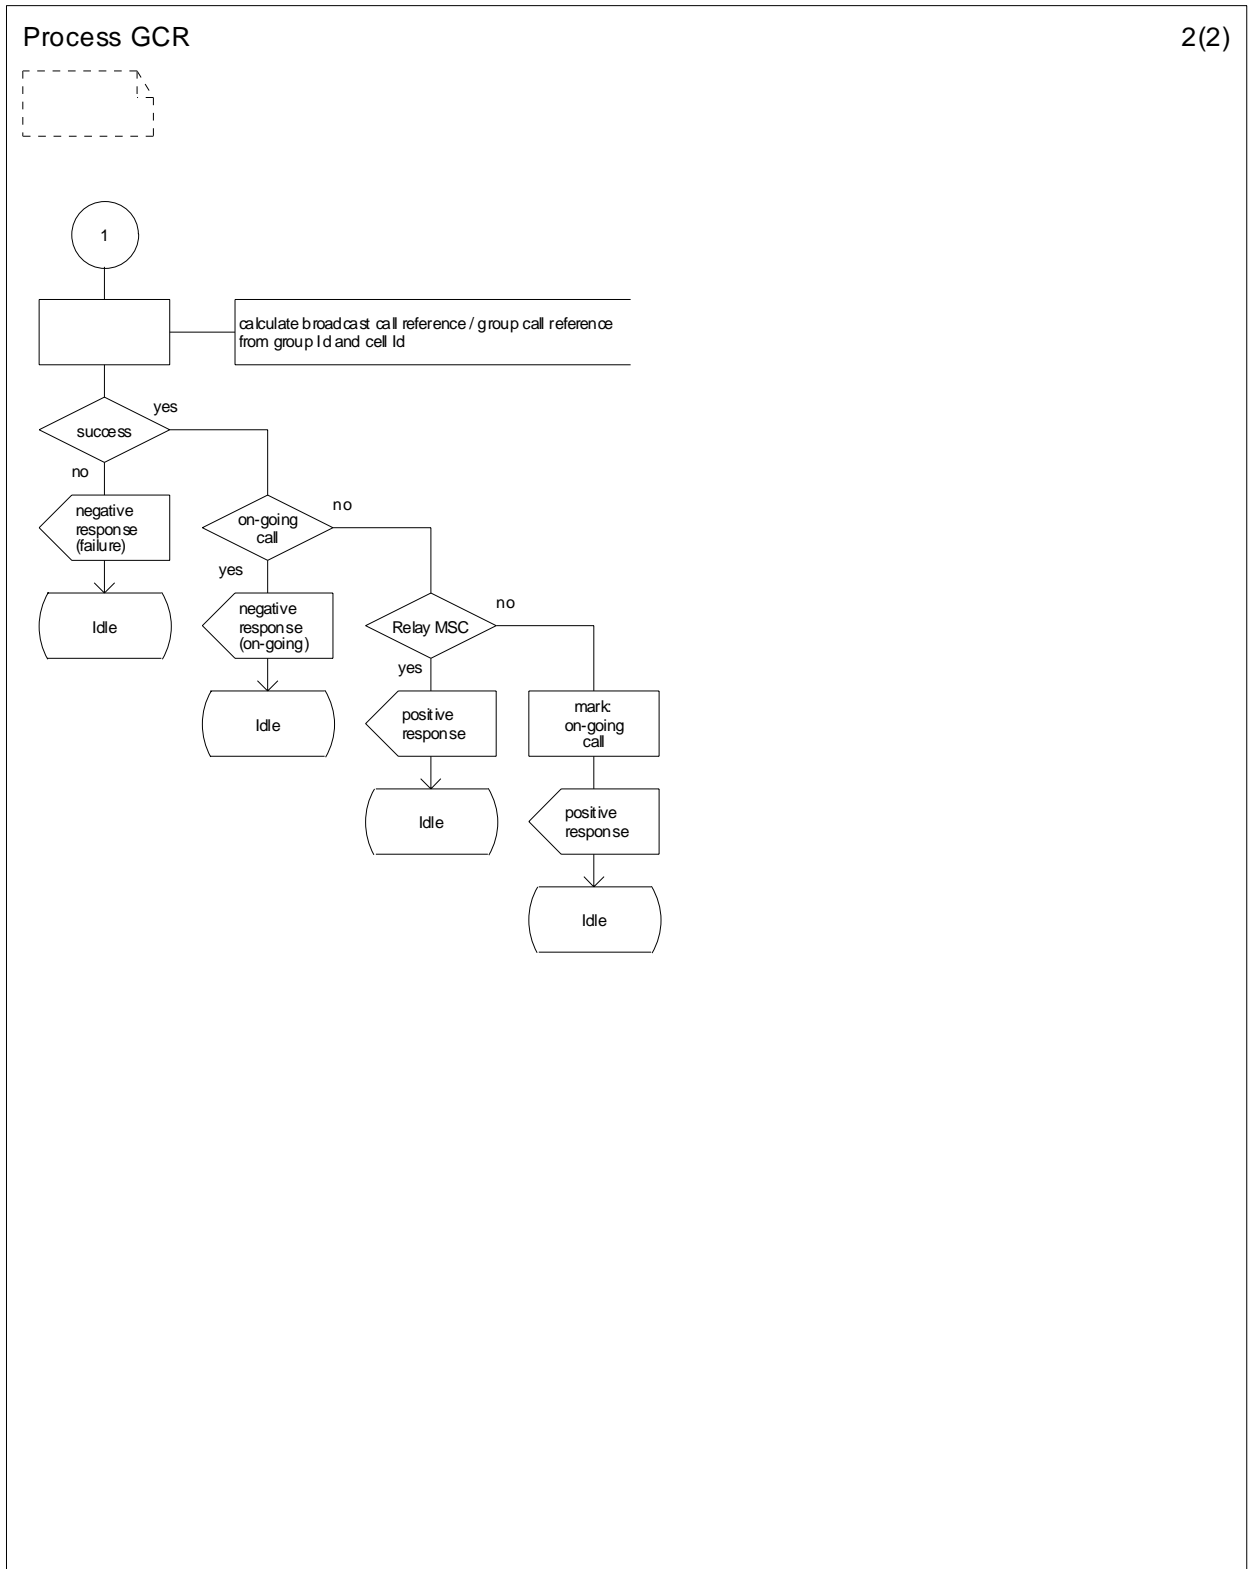 Process GCR
2(2)
1
calculate broadcast call reference / group call reference
from group Id and cell Id
yes
success
no
negative
response
(failure)
Idle
on-going
call
no
yes
negative
response
(on-going)
Idle
Relay MSC
no
yes
positive
response
Idle
mark:
on-going
call
positive
response
Idle